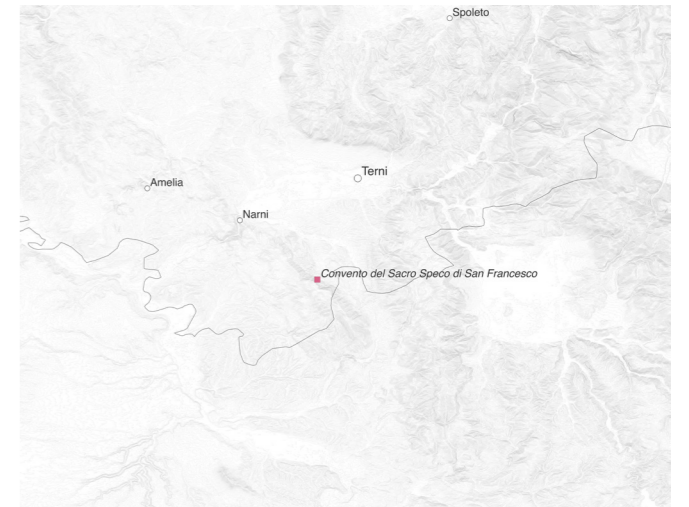 Spoleto
Terni
Amelia
Narni
Convento del Sacro Speco di San Francesco